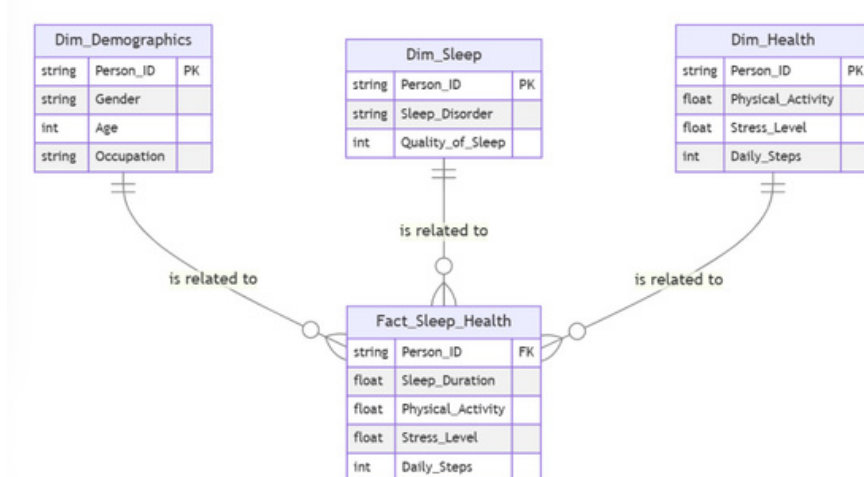 Dim_Demographics
string Person_ID PK
string Gender
int Age
string Occupation
Dim_Sleep
string Person_ID PK
string Sleep_Disorder
int Quality_of_Sleep
Dim_Health
string Person_ID PK
float Physical_Activity
float Stress_Level
int Daily_Steps
is related to
is related to
is related to
Fact_Sleep_Health
string Person_ID FK
float Sleep_Duration
float Physical_Activity
float Stress_Level
int Daily_Steps